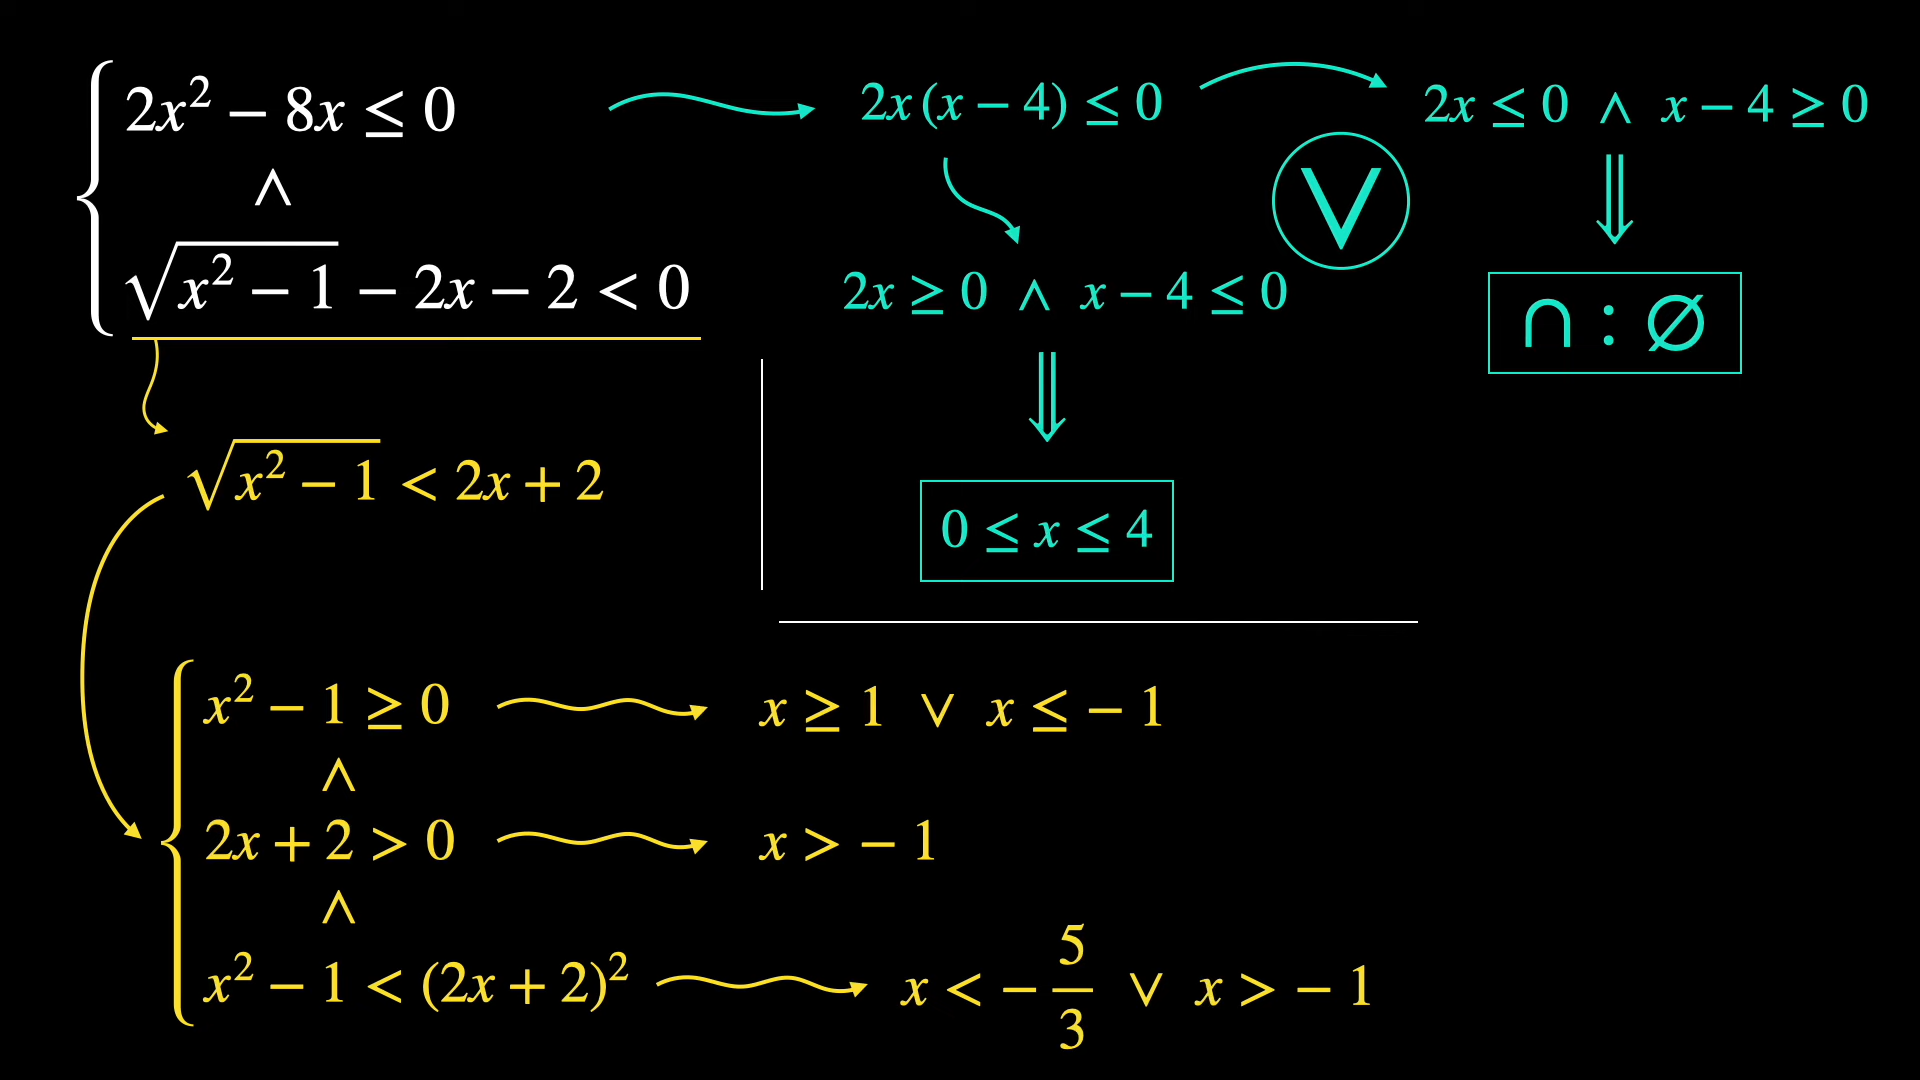 2x² − 8x ≤ 0
∧
√(x² − 1) − 2x − 2 < 0
2x(x − 4) ≤ 0
2x ≤ 0 ∧ x − 4 ≥ 0
∨
2x ≥ 0 ∧ x − 4 ≤ 0
∩ : ∅
0 ≤ x ≤ 4
√(x² − 1) < 2x + 2
x² − 1 ≥ 0
x ≥ 1 ∨ x ≤ − 1
∧
2x + 2 > 0
x > − 1
∧
x² − 1 < (2x + 2)²
x < − 5/3 ∨ x > − 1